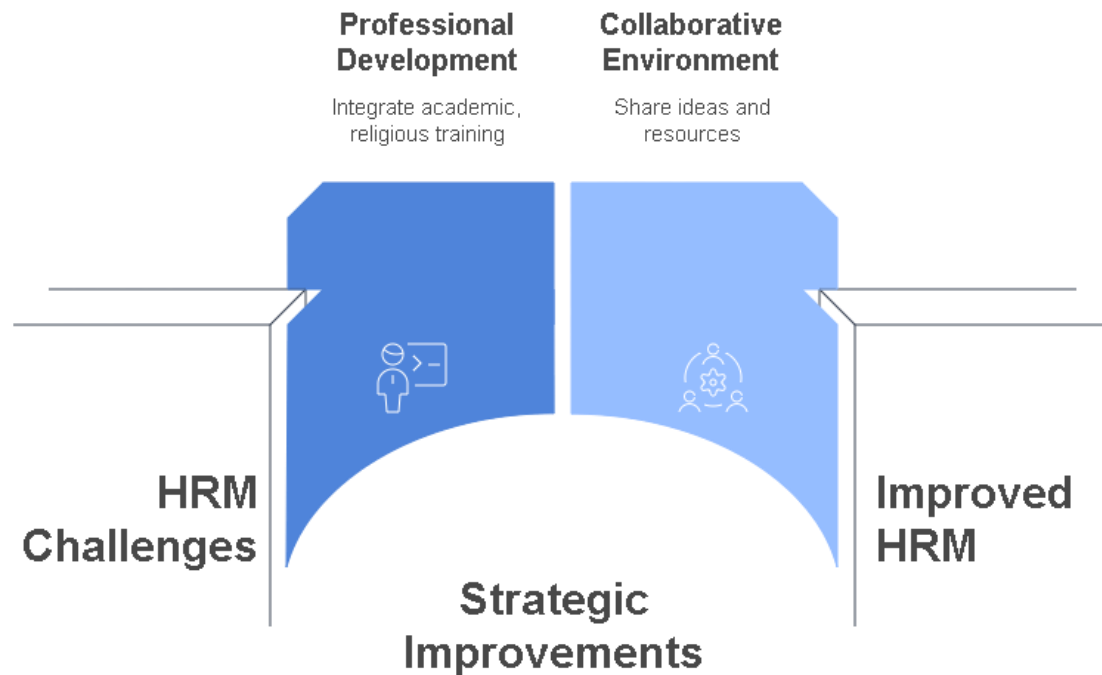 Professional
Development
Integrate academic,
religious training
Collaborative
Environment
Share ideas and
resources
HRM
Challenges
Improved
HRM
Strategic
Improvements